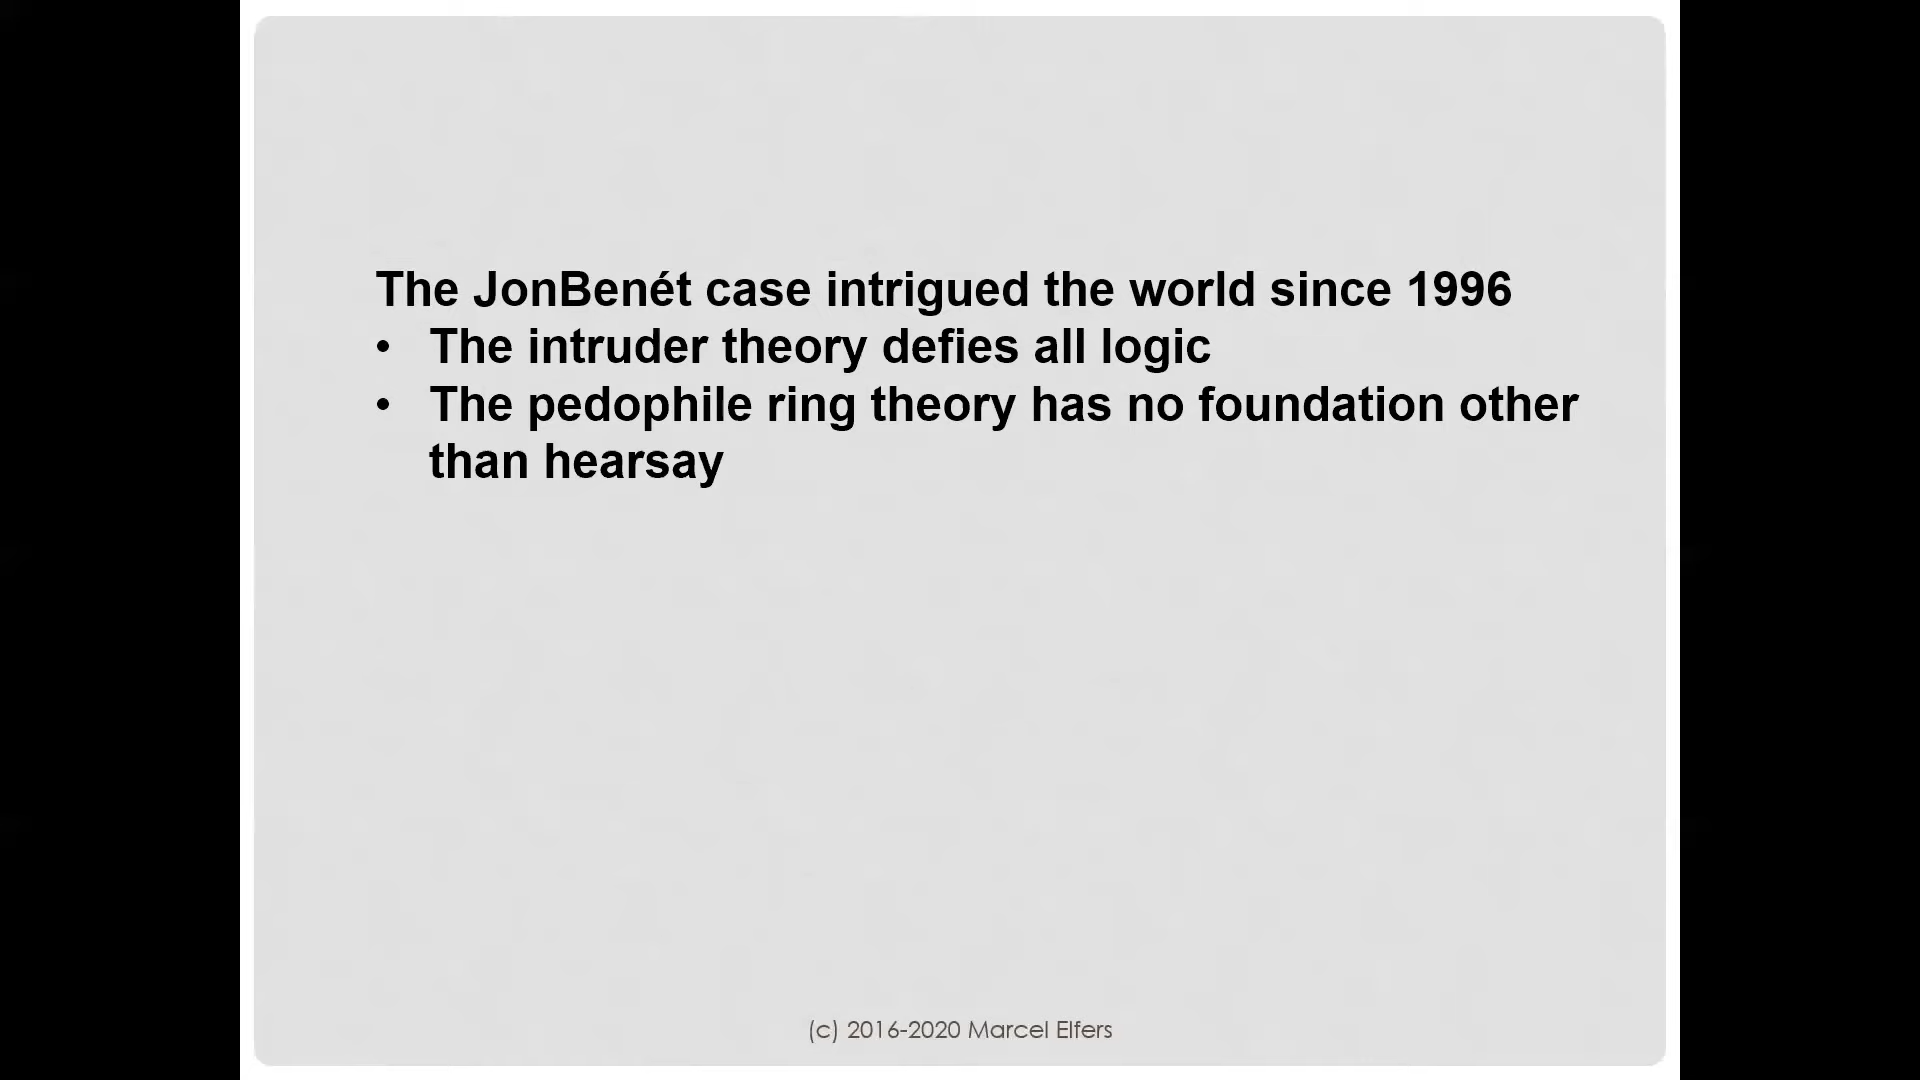 The JonBenét case intrigued the world since 1996
• The intruder theory defies all logic
• The pedophile ring theory has no foundation other
than hearsay
(c) 2016-2020 Marcel Elfers